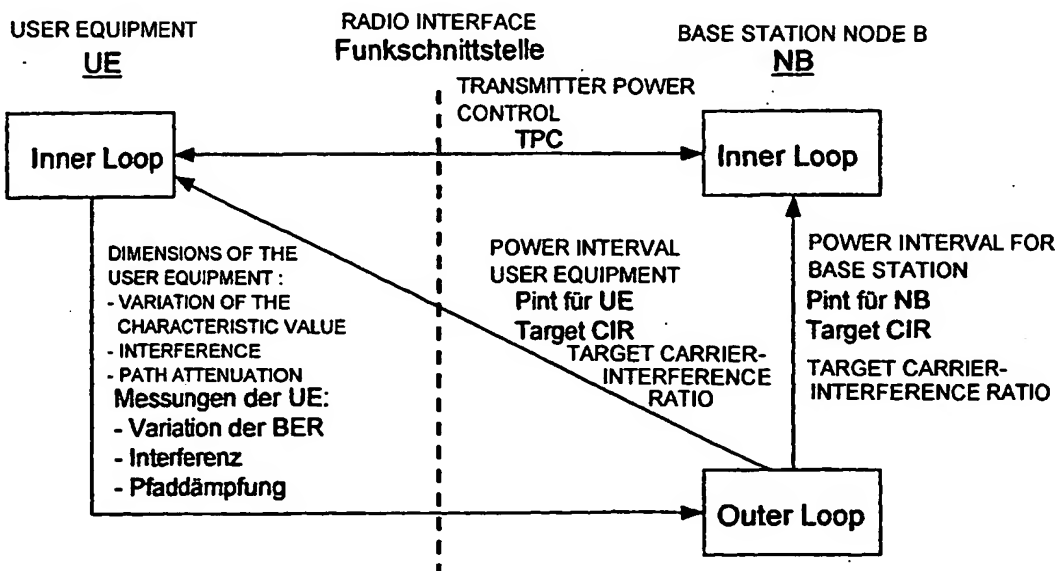 USER EQUIPMENT
UE
RADIO INTERFACE
Funkschnittstelle
BASE STATION NODE B
NB
TRANSMITTER POWER
CONTROL
TPC
Inner Loop
Inner Loop
DIMENSIONS OF THE
USER EQUIPMENT :
- VARIATION OF THE
CHARACTERISTIC VALUE
- INTERFERENCE
- PATH ATTENUATION
Messungen der UE:
- Variation der BER
- Interferenz
- Pfaddämpfung
POWER INTERVAL
USER EQUIPMENT
Pint für UE
Target CIR
TARGET CARRIER-
INTERFERENCE
RATIO
POWER INTERVAL FOR
BASE STATION
Pint für NB
Target CIR
TARGET CARRIER-
INTERFERENCE RATIO
Outer Loop